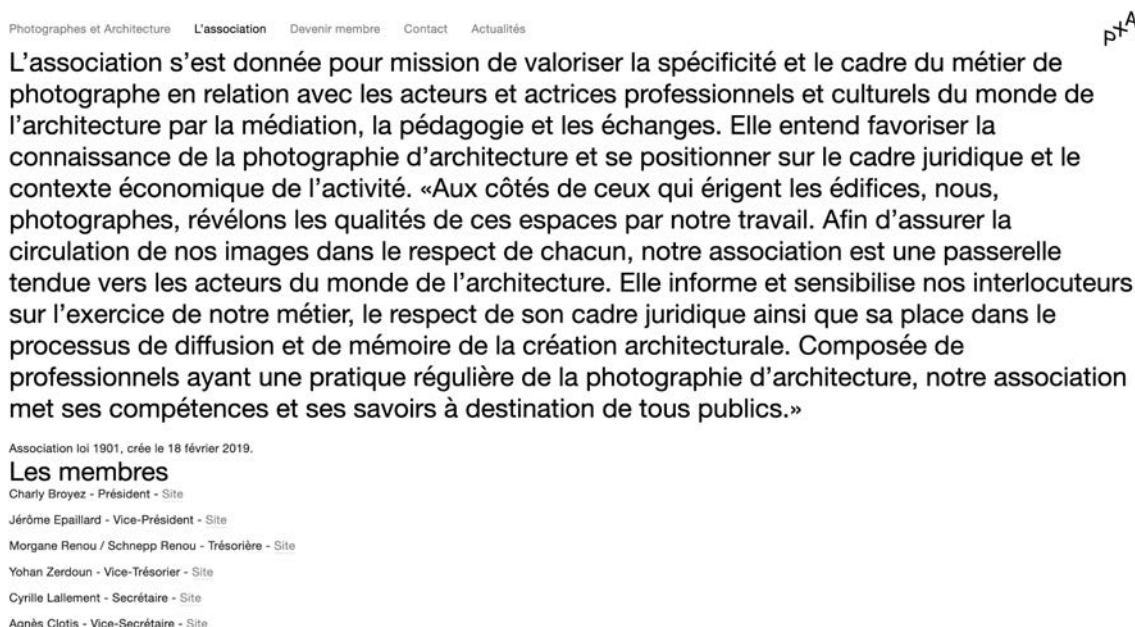 Photographes et Architecture L'association Devenir membre Contact Actualités
PXA
L'association s'est donnée pour mission de valoriser la spécificité et le cadre du métier de
photographe en relation avec les acteurs et actrices professionnels et culturels du monde de
l'architecture par la médiation, la pédagogie et les échanges. Elle entend favoriser la
connaissance de la photographie d'architecture et se positionner sur le cadre juridique et le
contexte économique de l'activité. «Aux côtés de ceux qui érigent les édifices, nous,
photographes, révélons les qualités de ces espaces par notre travail. Afin d'assurer la
circulation de nos images dans le respect de chacun, notre association est une passerelle
tendue vers les acteurs du monde de l'architecture. Elle informe et sensibilise nos interlocuteurs
sur l'exercice de notre métier, le respect de son cadre juridique ainsi que sa place dans le
processus de diffusion et de mémoire de la création architecturale. Composée de
professionnels ayant une pratique régulière de la photographie d'architecture, notre association
met ses compétences et ses savoirs à destination de tous publics.»
Association loi 1901, crée le 18 février 2019.
Les membres
Charly Broyez - Président - Site
Jérôme Epaillard - Vice-Président - Site
Morgane Renou / Schnepp Renou - Trésorière - Site
Yohan Zerdoun - Vice-Trésorier - Site
Cyrille Lallement - Secrétaire - Site
Agnès Clotis - Vice-Secrétaire - Site